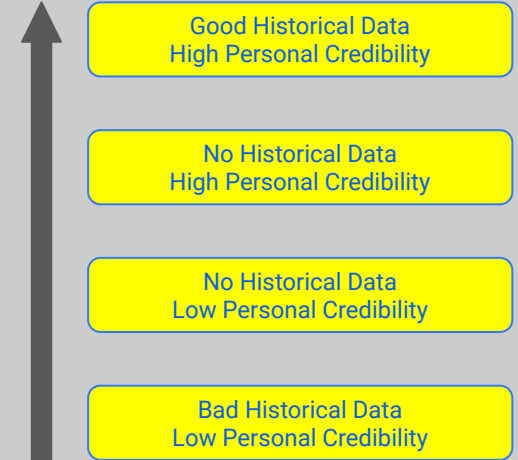 Good Historical Data
High Personal Credibility
No Historical Data
High Personal Credibility
No Historical Data
Low Personal Credibility
Bad Historical Data
Low Personal Credibility